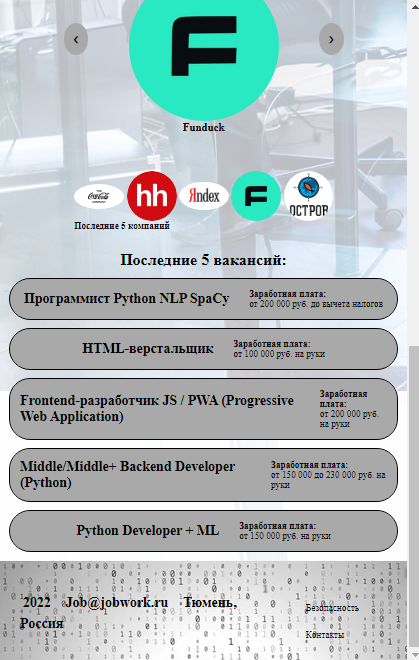 Funduck
Coca-Cola
hh
Яndex
ОСТРОВ
Последние 5 компаний
Последние 5 вакансий:
Программист Python NLP SpaCy
Заработная плата:
от 200 000 руб. до вычета налогов
HTML-верстальщик
Заработная плата:
от 100 000 руб. на руки
Frontend-разработчик JS / PWA (Progressive
Web Application)
Заработная
плата:
от 200 000 руб.
на руки
Middle/Middle+ Backend Developer
(Python)
Заработная плата:
от 150 000 до 230 000 руб. на
руки
Python Developer + ML
Заработная плата:
от 150 000 руб. на руки
2022 Job@jobwork.ru Тюмень,
Россия
Безопасность
Контакты